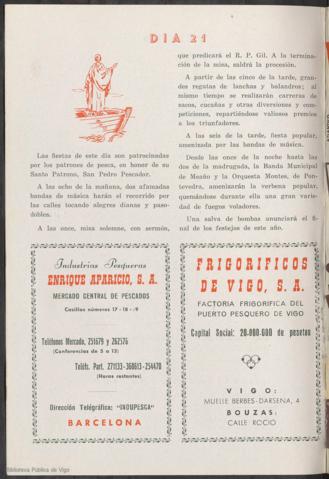 DIA 21
Las fiestas de este día son patrocinadas
por los patrones de pesca, en honor de su
Santo Patrono, San Pedro Pescador.
A las ocho de la mañana, dos afamadas
bandas de música harán el recorrido por
las calles tocando alegres dianas y paso-
dobles.
A las once, misa solemne, con sermón,
que predicará el R. P. Gil. A la termina-
ción de la misa, saldrá la procesión.
A partir de las cinco de la tarde, gran-
des regatas de lanchas y balandros; al
mismo tiempo se realizarán carreras de
sacos, cucañas y otras diversiones y com-
peticiones, repartiéndose valiosos premios
a los triunfadores.
A las seis de la tarde, fiesta popular,
amenizada por las bandas de música.
Desde las once de la noche hasta las
dos de la madrugada, la Banda Municipal
de Meaño y la Orquesta Montes, de Pon-
tevedra, amenizarán la verbena popular,
quemándose durante ella una gran varie-
dad de fuegos voladores.
Una salva de bombas anunciará el fi-
nal de los festejos de este año.
Industrias Pesqueras
ENRIQUE APARICIO, S. A.
MERCADO CENTRAL DE PESCADOS
Casillas números 17 - 18 - 9
Teléfonos Mercado, 251679 y 262576
(Conferencias de 5 a 13)
Teléfs. Part. 271133-360613-254470
(Horas restantes)
Dirección Telegráfica: "INDUPESCA"
BARCELONA
FRIGORIFICOS
DE VIGO, S. A.
FACTORIA FRIGORIFICA DEL
PUERTO PESQUERO DE VIGO
Capital Social: 20.000.000 de pesetas
VIGO:
MUELLE BERBES-DARSENA, 4
BOUZAS:
CALLE ROCIO
Biblioteca Pública de Vigo